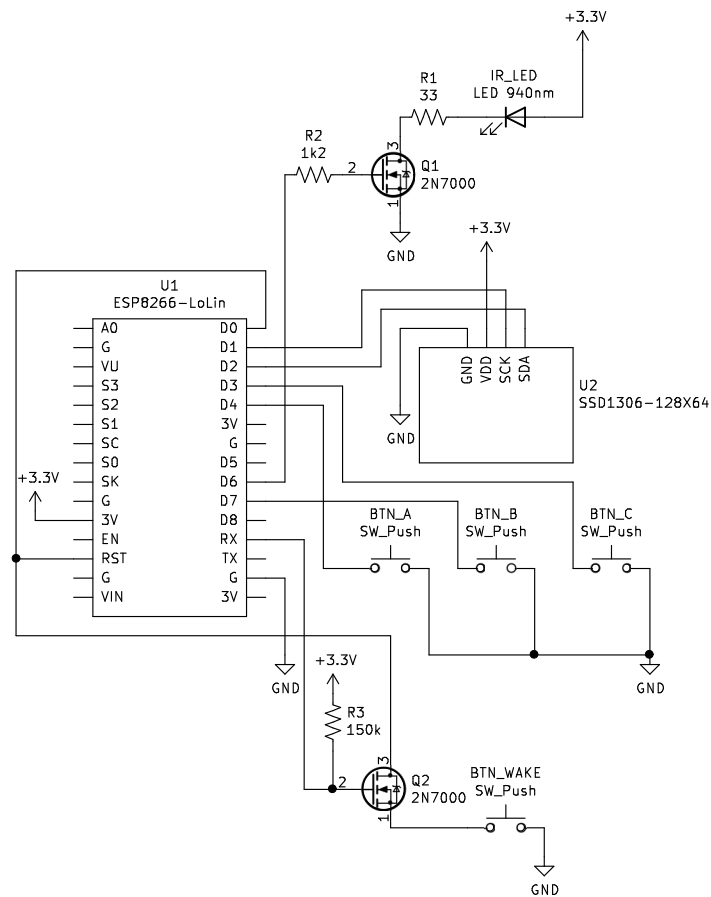 +3.3V
R1
33
IR_LED
LED 940nm
R2
1k2
3
2
Q1
2N7000
1
GND
+3.3V
U1
ESP8266-LoLin
A0
D0
G
D1
VU
D2
S3
D3
S2
D4
S1
3V
SC
G
S0
D5
SK
D6
G
D7
3V
D8
EN
RX
RST
TX
G
G
VIN
3V
+3.3V
GND
VDD
SCK
SDA
U2
SSD1306-128X64
GND
BTN_A
SW_Push
BTN_B
SW_Push
BTN_C
SW_Push
GND
GND
+3.3V
R3
150k
3
2
Q2
2N7000
1
BTN_WAKE
SW_Push
GND